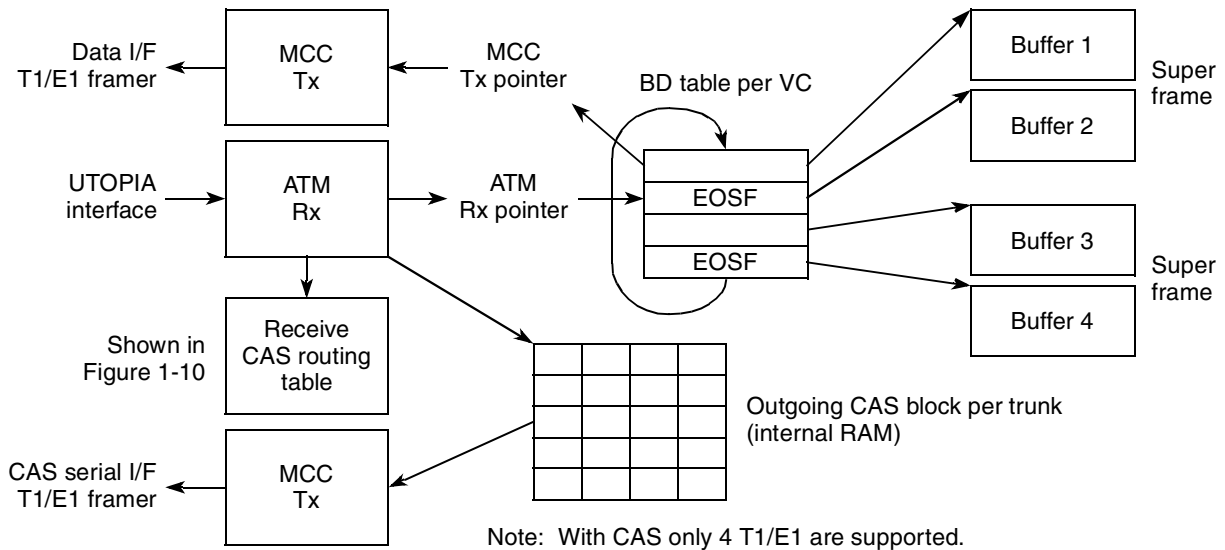 Data I/F
T1/E1 framer
MCC
Tx
MCC
Tx pointer
BD table per VC
Buffer 1
Buffer 2
Super
frame
UTOPIA
interface
ATM
Rx
ATM
Rx pointer
EOSF
EOSF
Buffer 3
Buffer 4
Super
frame
Shown in
Figure 1-10
Receive
CAS routing
table
Outgoing CAS block per trunk
(internal RAM)
CAS serial I/F
T1/E1 framer
MCC
Tx
Note: With CAS only 4 T1/E1 are supported.